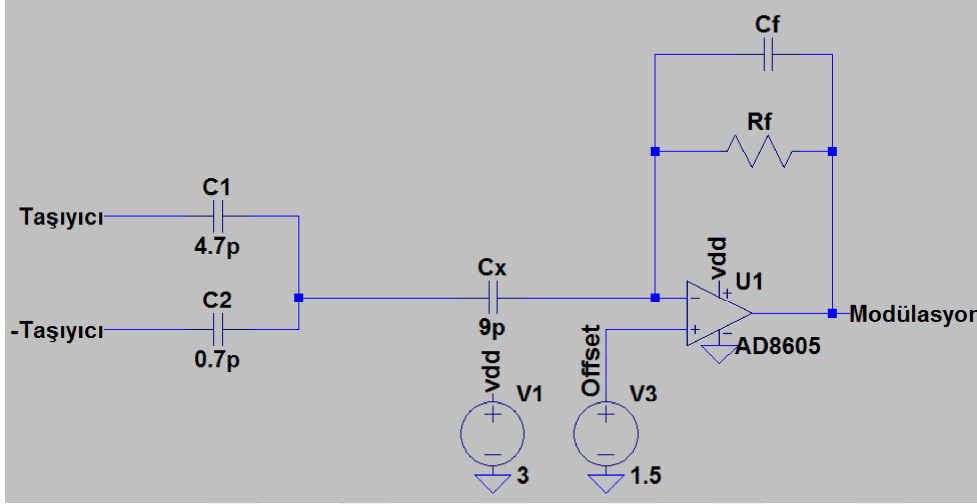 Cf
Rf
C1
Taşıyıcı
4.7p
C2
-Taşıyıcı
0.7p
Cx
9p
vdd
U1
+
−
+
−
AD8605
Modülasyon
vdd
V1
+
−
3
Offset
V3
+
−
1.5